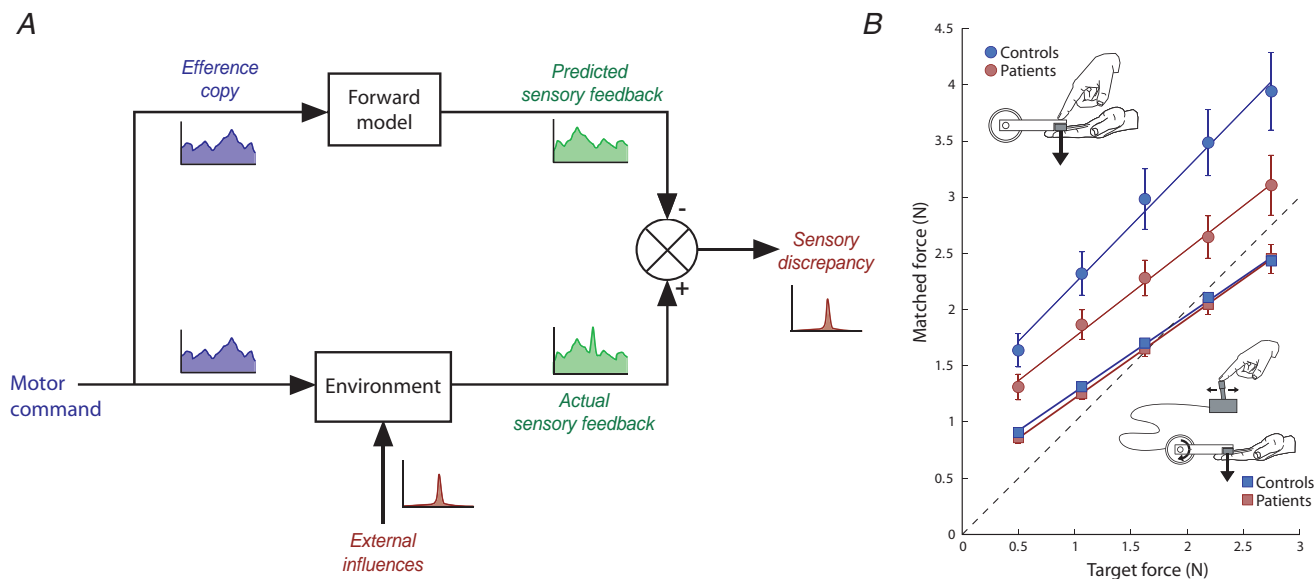 A
Efference
copy
Forward
model
Predicted
sensory feedback
-
+
Sensory
discrepancy
Motor
command
Environment
Actual
sensory feedback
External
influences
B
Controls
Patients
4.5
4
3.5
3
2.5
2
1.5
1
0.5
0
Matched force (N)
Controls
Patients
0
0.5
1
1.5
2
2.5
3
Target force (N)